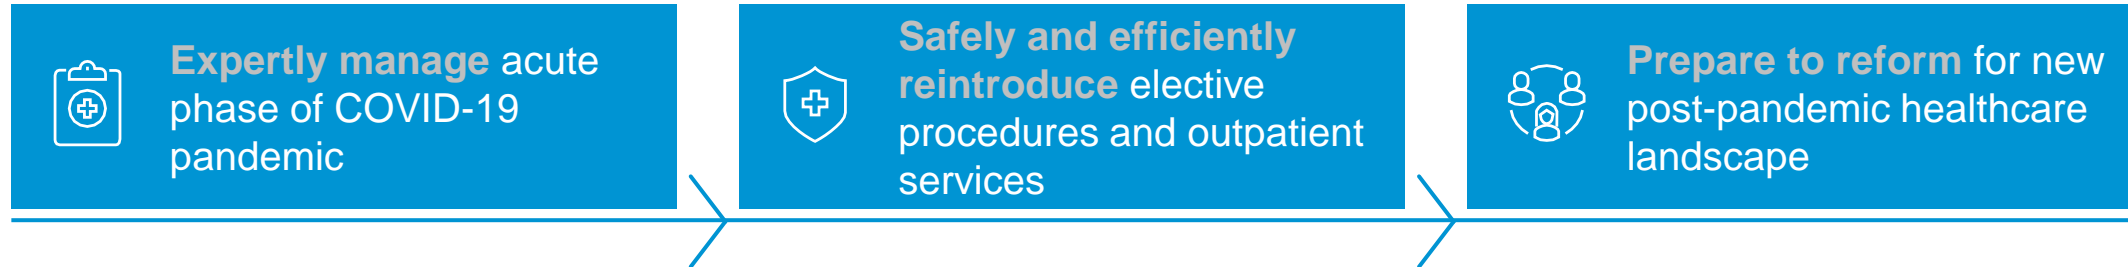 Expertly manage acute
phase of COVID-19
pandemic
Safely and efficiently
reintroduce elective
procedures and outpatient
services
Prepare to reform for new
post-pandemic healthcare
landscape